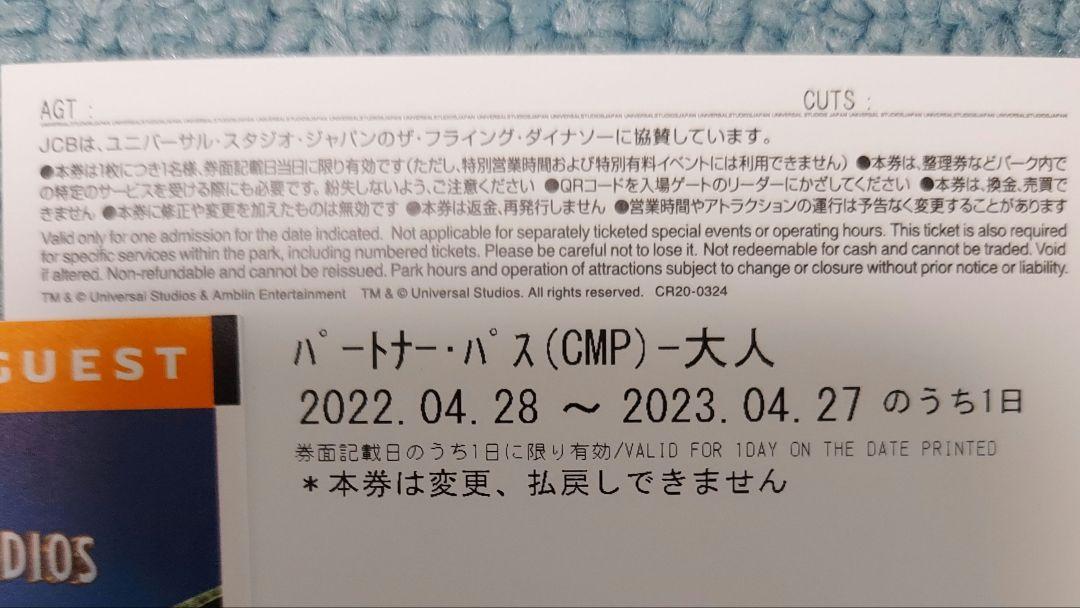 AGT :
CUTS :
JCBは、ユニバーサル・スタジオ・ジャパンのザ・フライング・ダイナソーに協賛しています。
●本券は1枚につき1名様、券面記載日当日に限り有効です(ただし、特別営業時間および特別有料イベントには利用できません) ●本券は、整理券などパーク内で
の特定のサービスを受ける際にも必要です。紛失しないよう、ご注意ください ●QRコードを入場ゲートのリーダーにかざしてください ●本券は、換金、売買で
きません ●本券に修正や変更を加えたものは無効です ●本券は返金、再発行しません ●営業時間やアトラクションの運行は予告なく変更することがあります
Valid only for one admission for the date indicated. Not applicable for separately ticketed special events or operating hours. This ticket is also required
for specific services within the park, including numbered tickets. Please be careful not to lose it. Not redeemable for cash and cannot be traded. Void
if altered. Non-refundable and cannot be reissued. Park hours and operation of attractions subject to change or closure without prior notice or liability.
TM & © Universal Studios & Amblin Entertainment TM & © Universal Studios. All rights reserved. CR20-0324
GUEST
パートナー・パス(CMP)-大人
2022.04.28 ~ 2023.04.27 のうち1日
券面記載日のうち1日に限り有効/VALID FOR 1DAY ON THE DATE PRINTED
*本券は変更、払戻しできません
DIOS